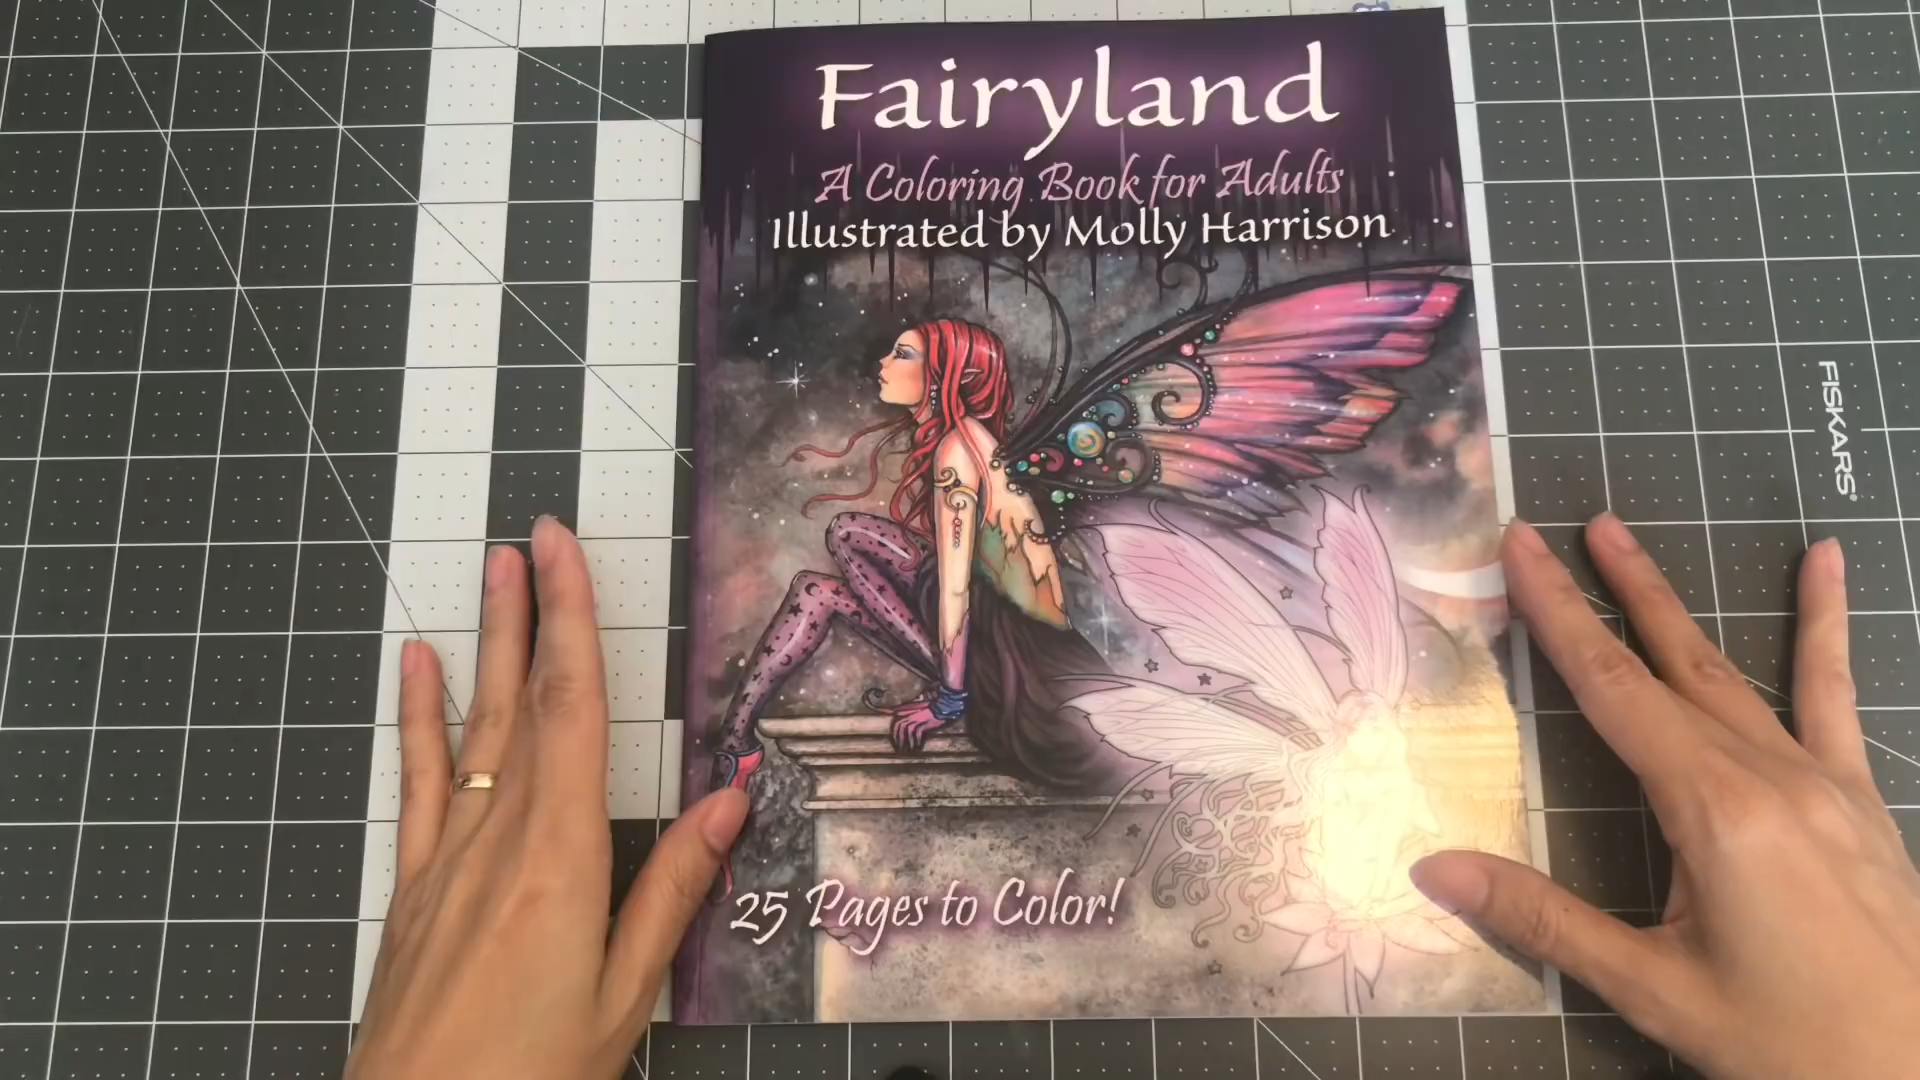 Fairyland
A Coloring Book for Adults
Illustrated by Molly Harrison
25 Pages to Color!
FISKARS®